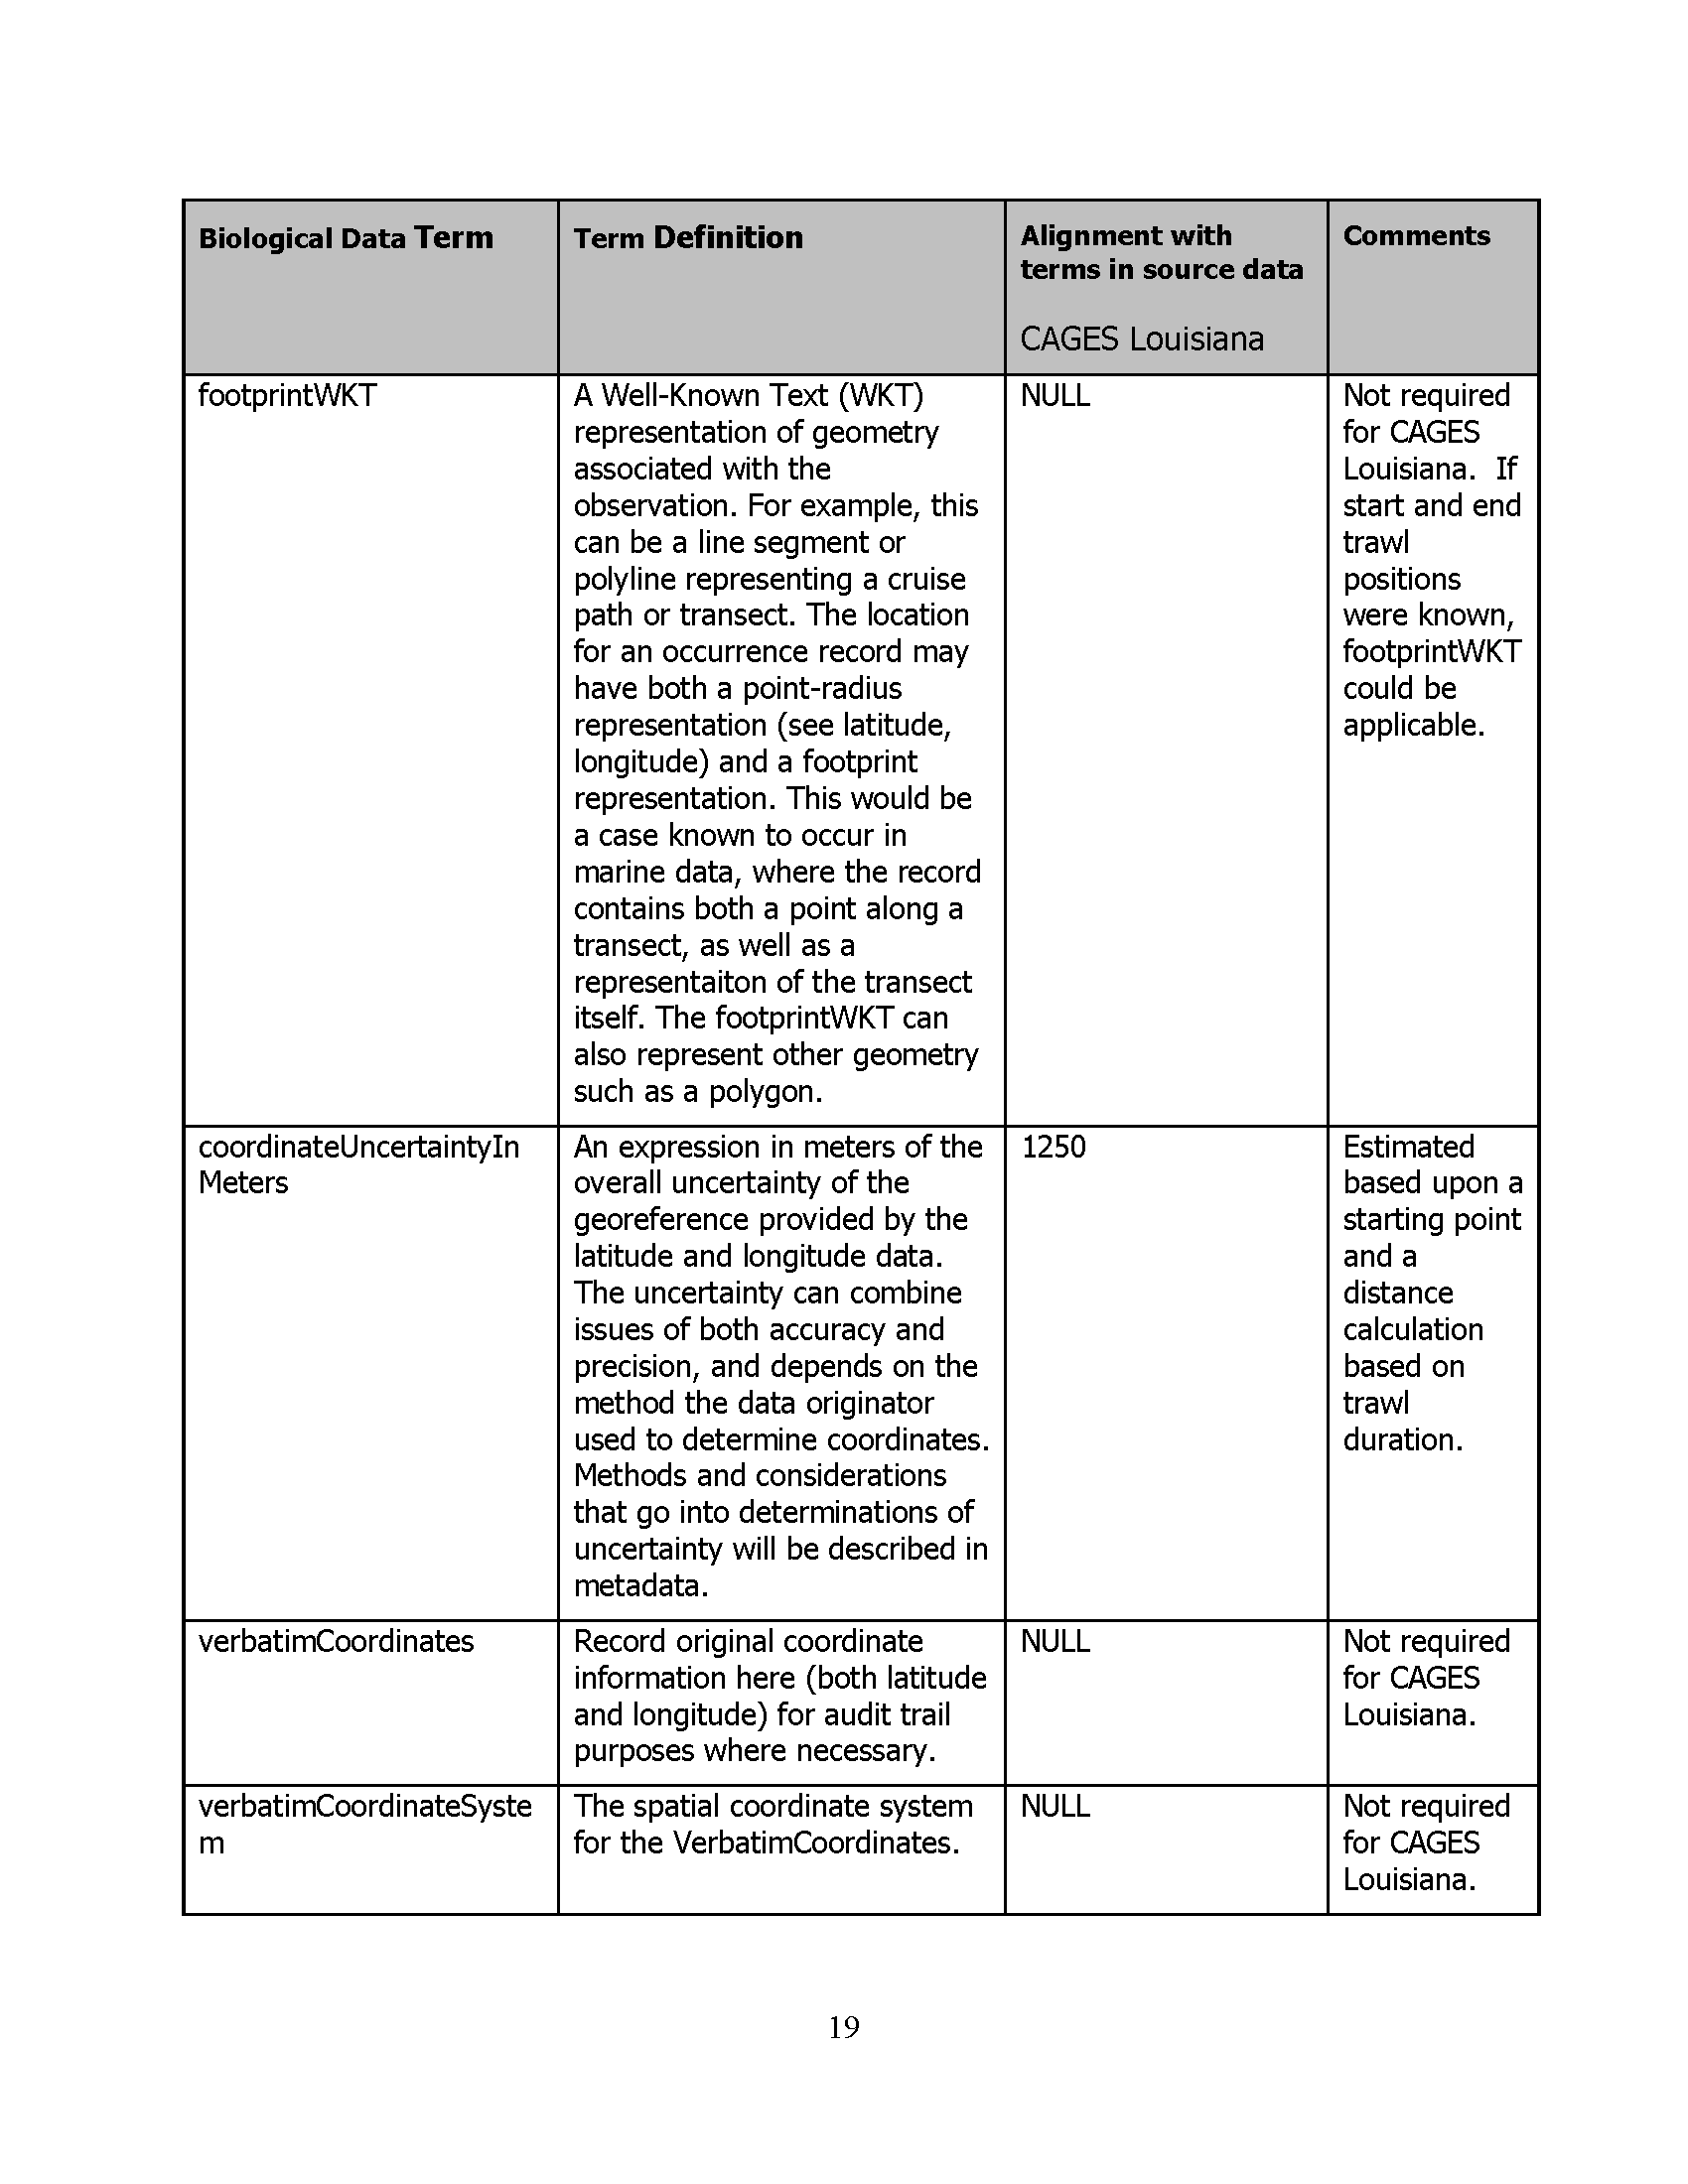 Biological Data Term
Term Definition
Alignment with
terms in source data
CAGES Louisiana
Comments
footprintWKT
A Well-Known Text (WKT)
representation of geometry
associated with the
observation. For example, this
can be a line segment or
polyline representing a cruise
path or transect. The location
for an occurrence record may
have both a point-radius
representation (see latitude,
longitude) and a footprint
representation. This would be
a case known to occur in
marine data, where the record
contains both a point along a
transect, as well as a
representaiton of the transect
itself. The footprintWKT can
also represent other geometry
such as a polygon.
NULL
Not required
for CAGES
Louisiana.  If
start and end
trawl
positions
were known,
footprintWKT
could be
applicable.
coordinateUncertaintyIn
Meters
An expression in meters of the
overall uncertainty of the
georeference provided by the
latitude and longitude data.
The uncertainty can combine
issues of both accuracy and
precision, and depends on the
method the data originator
used to determine coordinates.
Methods and considerations
that go into determinations of
uncertainty will be described in
metadata.
1250
Estimated
based upon a
starting point
and a
distance
calculation
based on
trawl
duration.
verbatimCoordinates
Record original coordinate
information here (both latitude
and longitude) for audit trail
purposes where necessary.
NULL
Not required
for CAGES
Louisiana.
verbatimCoordinateSyste
m
The spatial coordinate system
for the VerbatimCoordinates.
NULL
Not required
for CAGES
Louisiana.
19